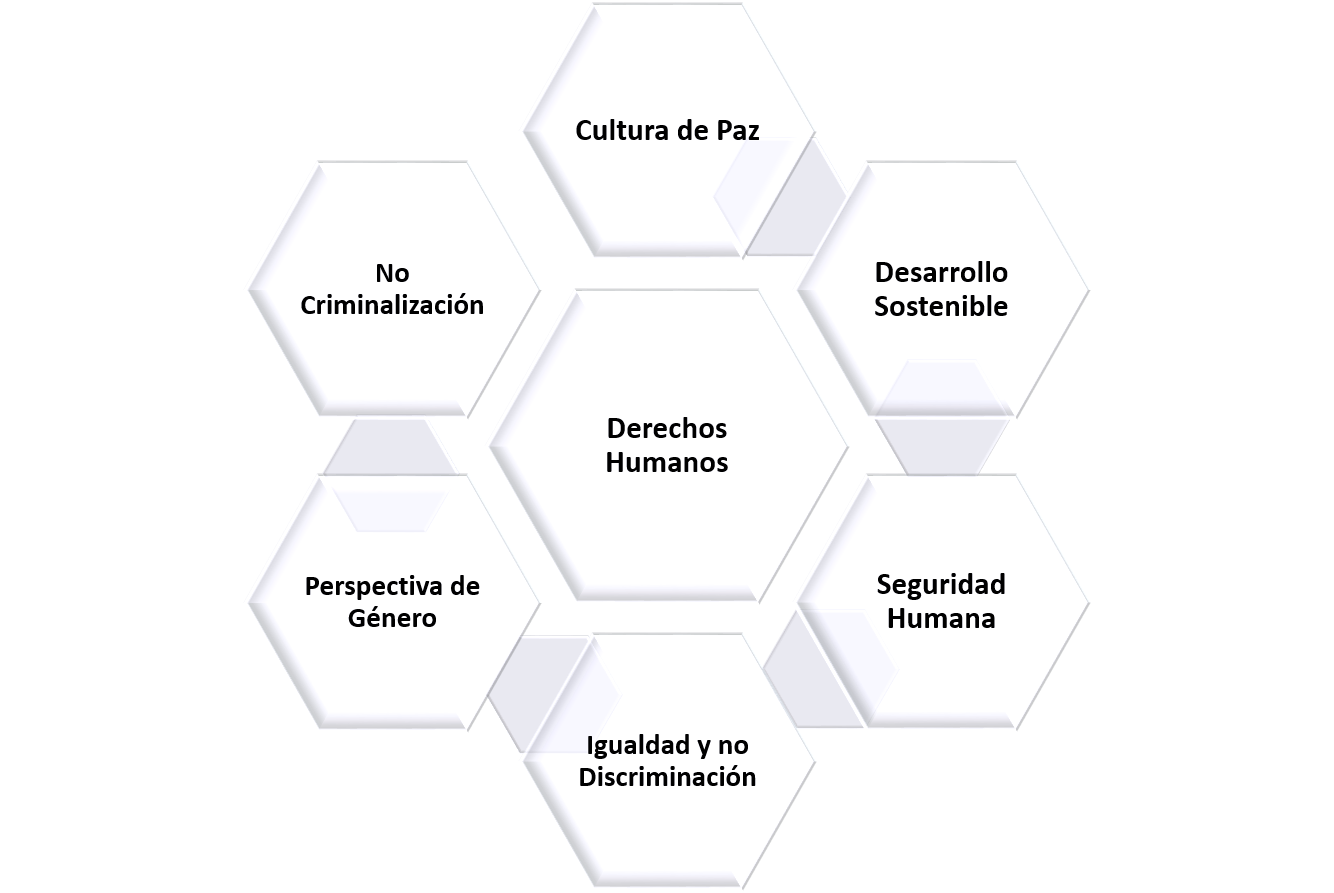 Cultura de Paz
No
Criminalización
Desarrollo
Sostenible
Derechos
Humanos
Perspectiva de
Género
Seguridad
Humana
Igualdad y no
Discriminación